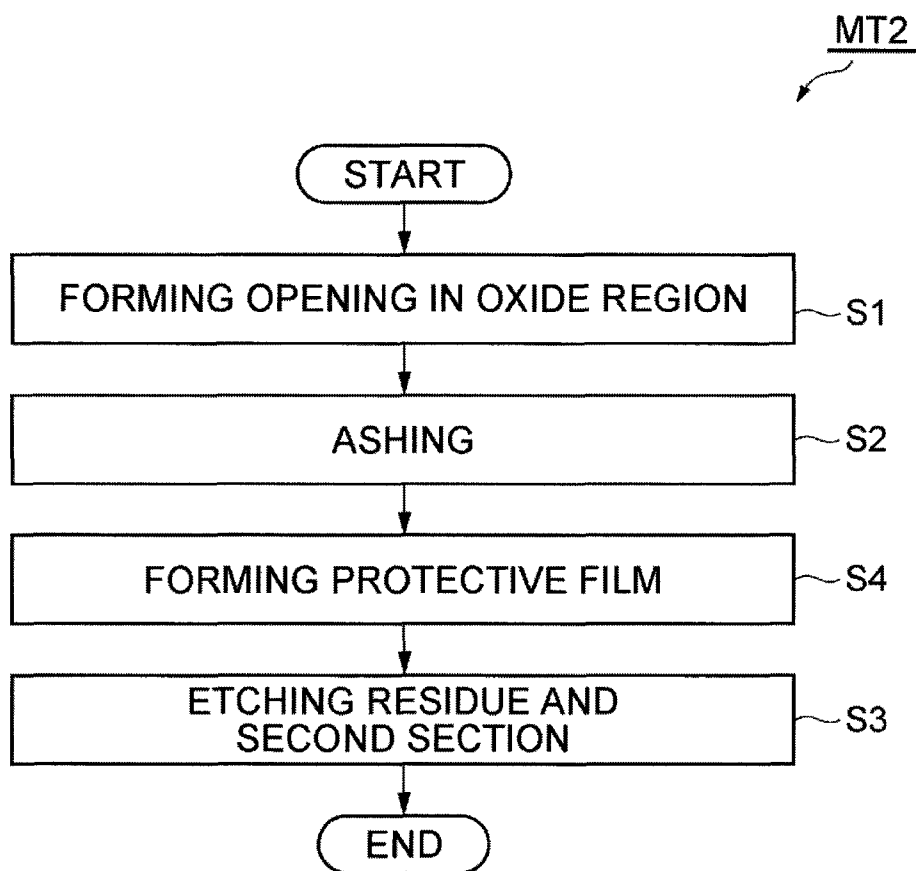 MT2
START
FORMING OPENING IN OXIDE REGION
S1
ASHING
S2
FORMING PROTECTIVE FILM
S4
ETCHING RESIDUE AND
SECOND SECTION
S3
END